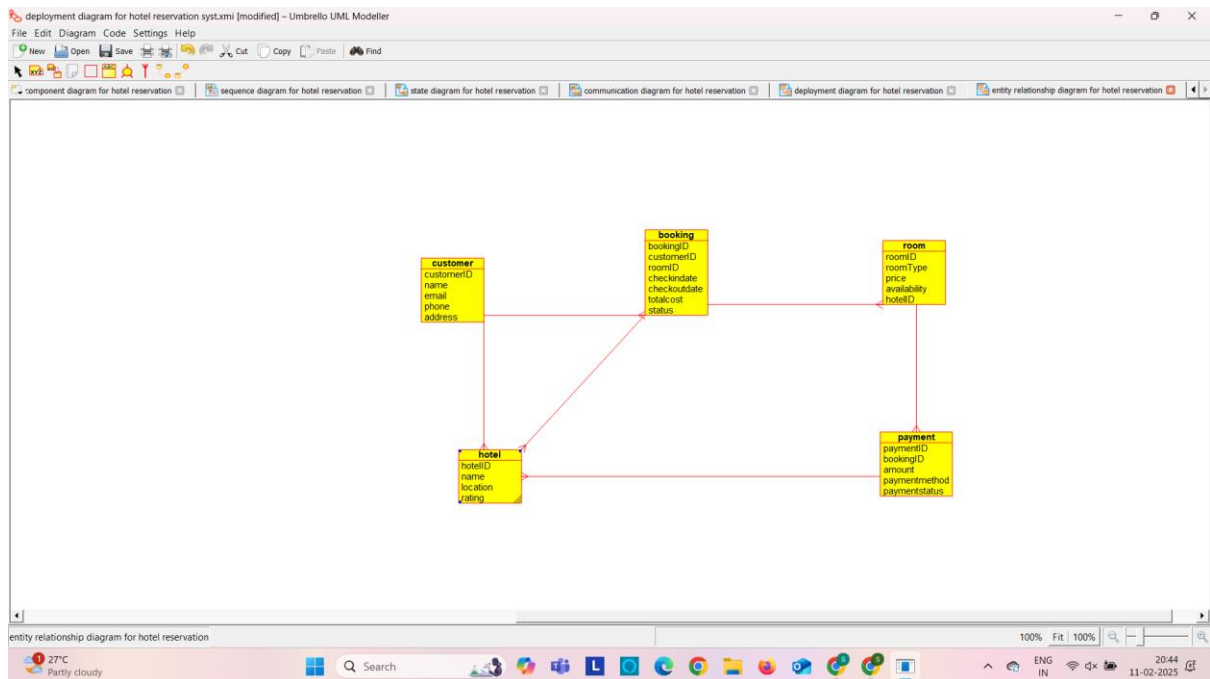 deployment diagram for hotel reservation syst.xmi [modified] – Umbrello UML Modeller
File Edit Diagram Code Settings Help
New Open Save Cut Copy Paste Find
component diagram for hotel reservation sequence diagram for hotel reservation state diagram for hotel reservation communication diagram for hotel reservation deployment diagram for hotel reservation entity relationship diagram for hotel reservation
customer
customerID
name
email
phone
address
booking
bookingID
customerID
roomID
checkindate
checkoutdate
totalcost
status
room
roomID
roomType
price
availability
hotelID
hotel
hotelID
name
location
rating
payment
paymentID
bookingID
amount
paymentmethod
paymentstatus
entity relationship diagram for hotel reservation 100% Fit 100%
1 27°C
Partly cloudy
Search
ENG
IN
20:44
11-02-2025